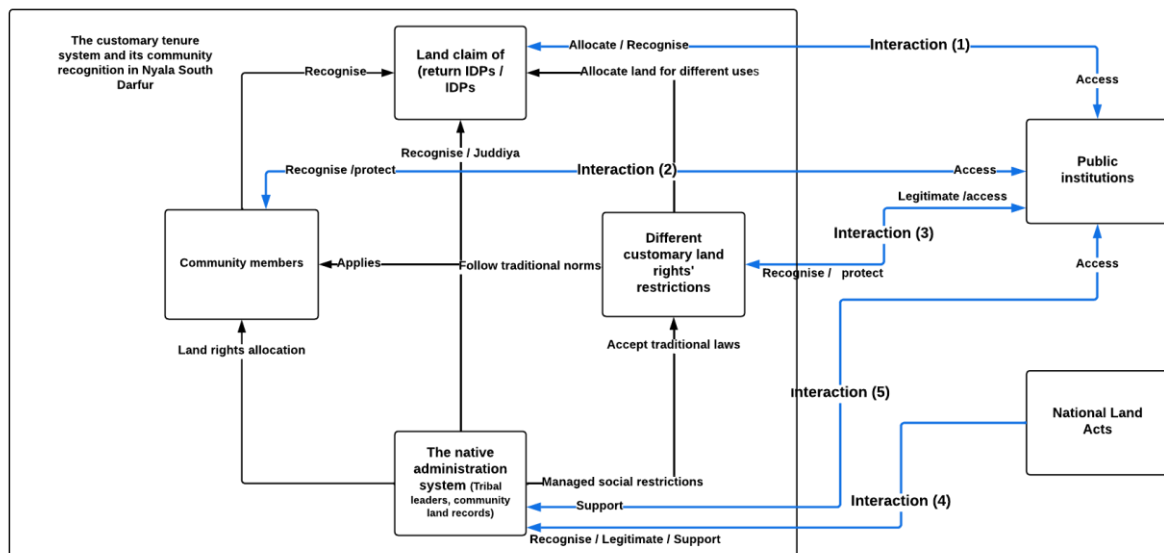 The customary tenure
system and its community
recognition in Nyala South
Darfur
Land claim of
(return IDPs /
IDPs
Allocate / Recognise
Interaction (1)
Recognise
Allocate land for different uses
Access
Recognise / Juddiya
Recognise /protect
Interaction (2)
Access
Public
institutions
Legitimate /access
Interaction (3)
Community members
Applies
Follow traditional norms
Different
customary land
rights'
restrictions
Recognise / protect
Access
Land rights allocation
Accept traditional laws
Interaction (5)
National Land
Acts
The native
administration
system (Tribal
leaders, community
land records)
Managed social restrictions
Support
Interaction (4)
Recognise / Legitimate / Support